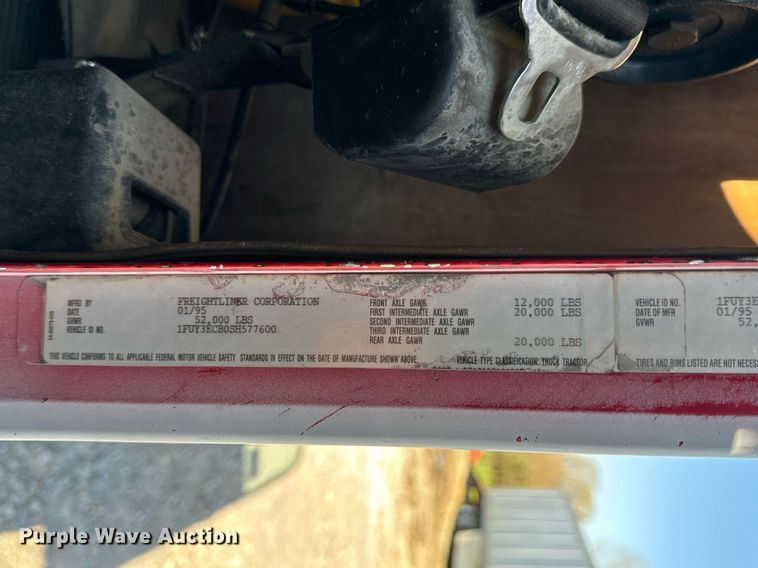 MFRD BY FREIGHTLINER CORPORATION
DATE 01/95
GVWR 52,000 LBS
VEHICLE ID NO. 1FUY3ECB0SH577600
FRONT AXLE GAWR 12,000 LBS
FIRST INTERMEDIATE AXLE GAWR 20,000 LBS
SECOND INTERMEDIATE AXLE GAWR
THIRD INTERMEDIATE AXLE GAWR
REAR AXLE GAWR 20,000 LBS
THIS VEHICLE CONFORMS TO ALL APPLICABLE FEDERAL MOTOR VEHICLE SAFETY STANDARDS IN EFFECT ON THE DATE OF MANUFACTURE SHOWN ABOVE. VEHICLE TYPE CLASSIFICATION: TRUCK TRACTOR
VEHICLE ID NO. 1FUY3E
DATE OF MFR 01/95
GVWR 52,
TIRES AND RIMS LISTED ARE NOT NECESS
Purple Wave Auction